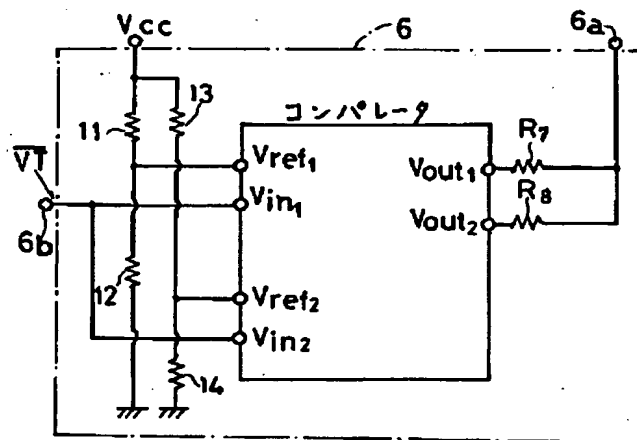 Vcc
6
6a
11
13
コンパレータ
VT
6b
Vref1
Vin1
Vout1
R7
Vout2
R8
12
Vref2
Vin2
14